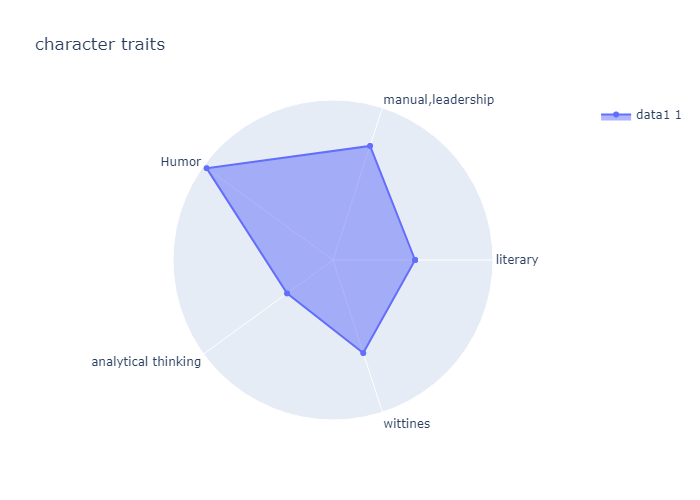 character traits
manual,leadership
data1 1
Humor
literary
analytical thinking
wittines